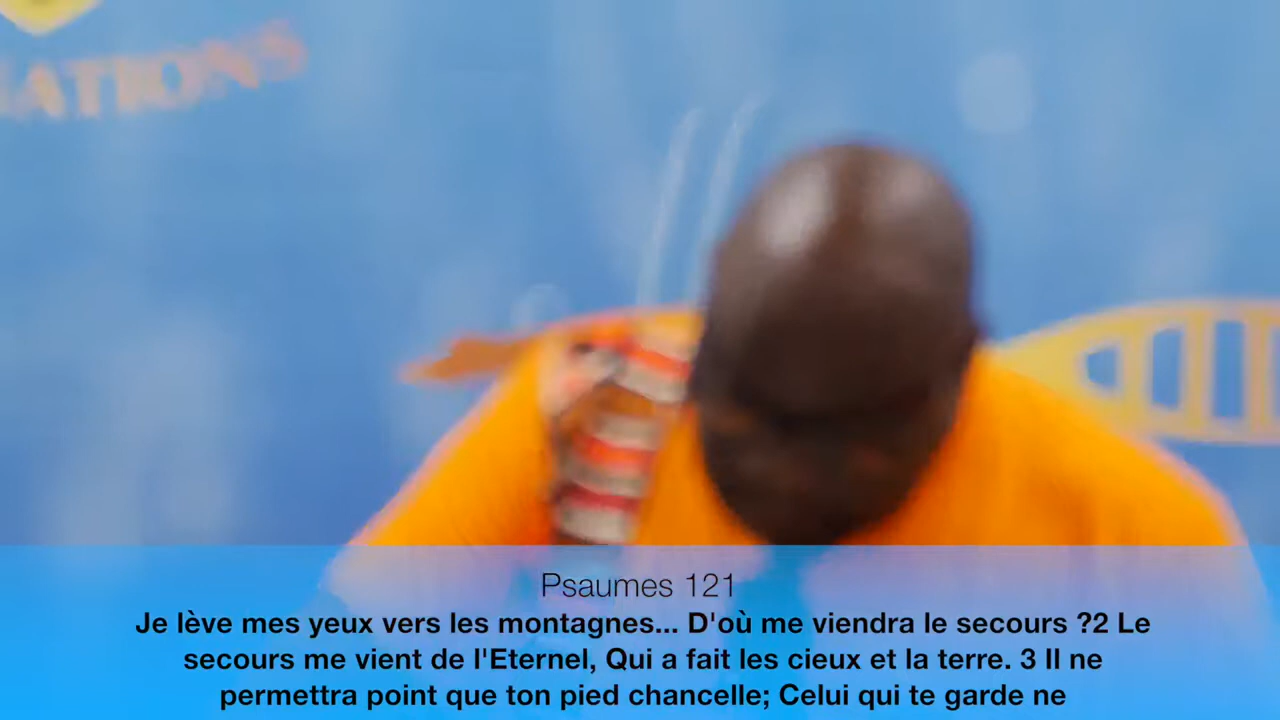 NATIONS
Psaumes 121
Je lève mes yeux vers les montagnes... D'où me viendra le secours ?2 Le
secours me vient de l'Eternel, Qui a fait les cieux et la terre. 3 Il ne
permettra point que ton pied chancelle; Celui qui te garde ne